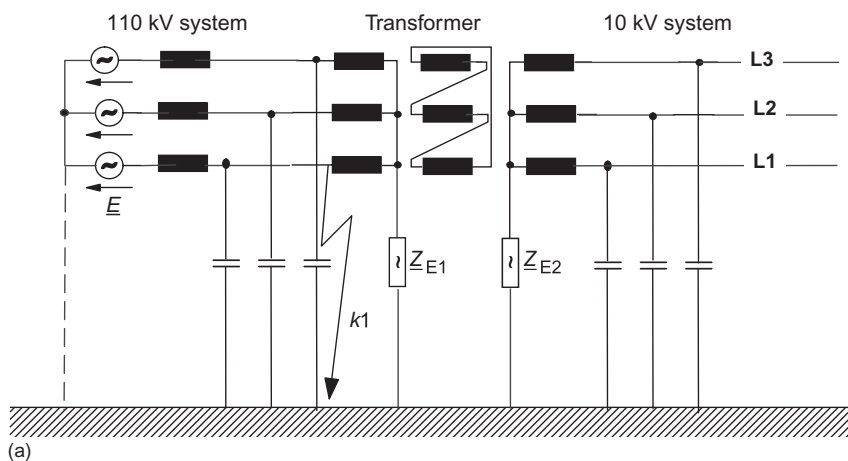 110 kV system Transformer 10 kV system
L3
L2
L1
E
Z E1 Z E2
k1
(a)